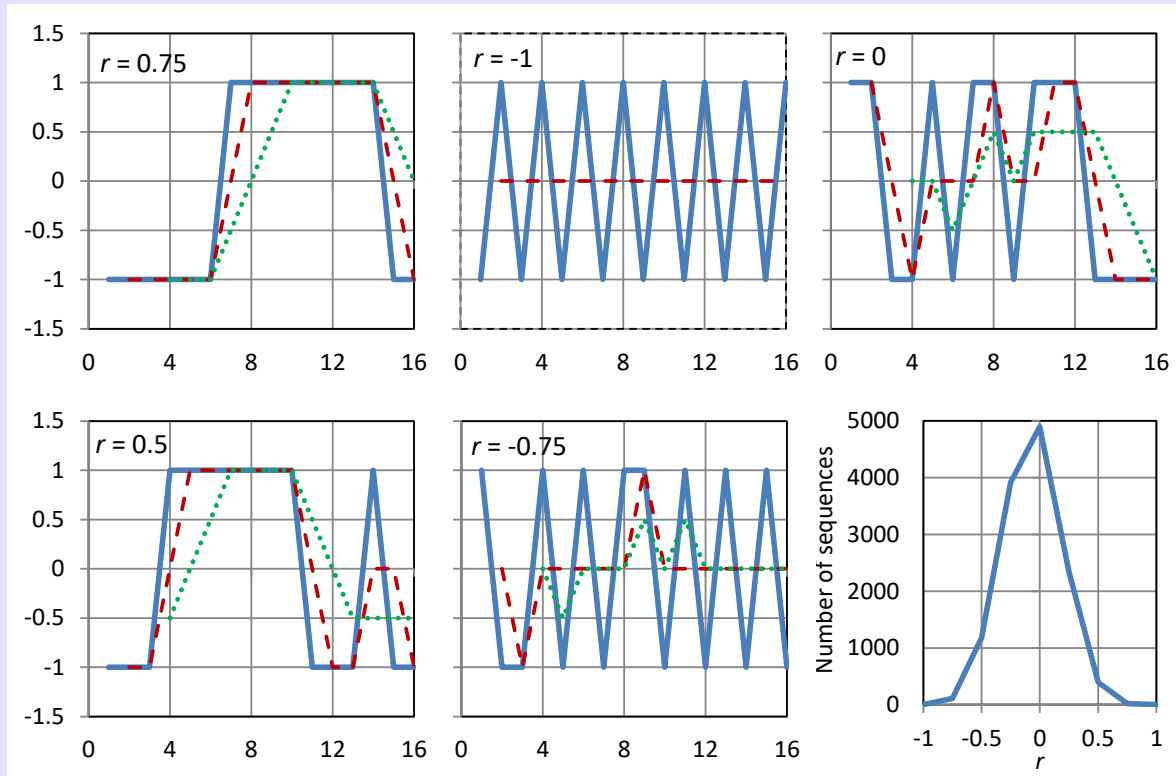 1.5
1
0.5
0
-0.5
-1
-1.5
0 4 8 12 16
r = 0.75
0 4 8 12 16
r = -1
0 4 8 12 16
r = 0
1.5
1
0.5
0
-0.5
-1
-1.5
0 4 8 12 16
r = 0.5
0 4 8 12 16
r = -0.75
Number of sequences
5000
4000
3000
2000
1000
0
-1 -0.5 0 0.5 1
r